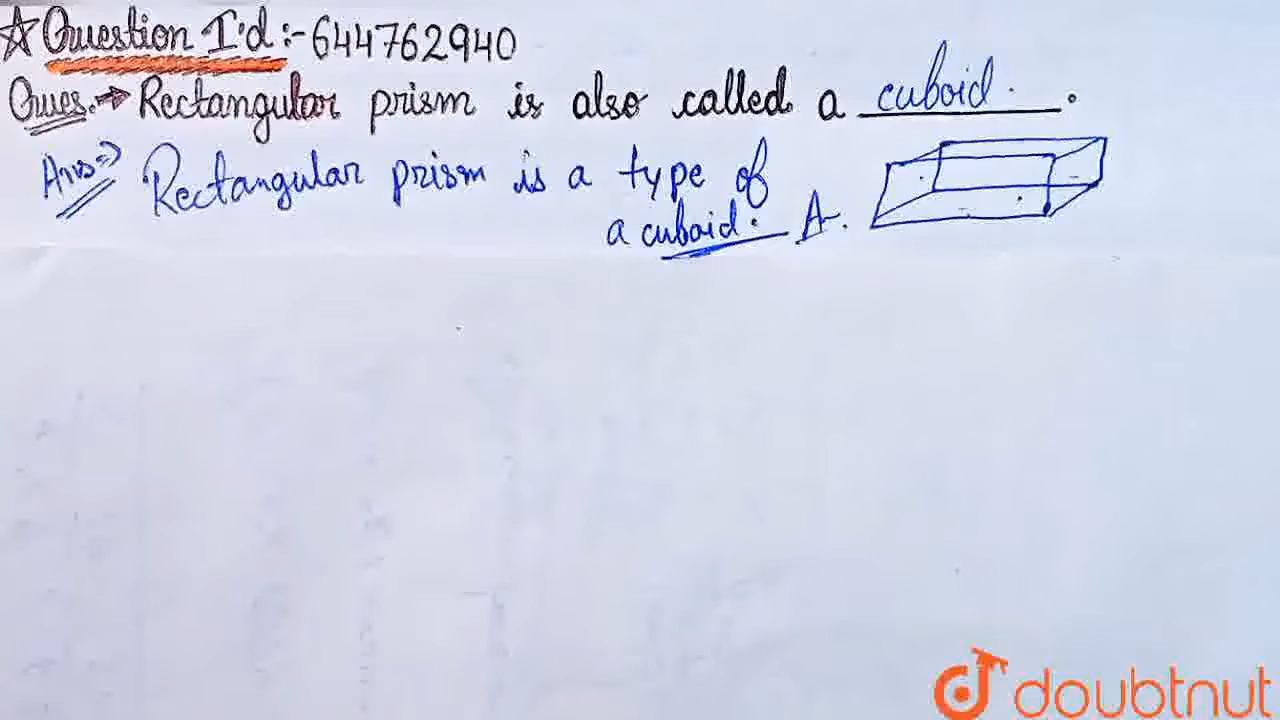 ☆ Question I'd :- 644762940
Ques. → Rectangular prism is also called a cuboid.
Ans ⇒ Rectangular prism is a type of
a cuboid. A.
doubtnut